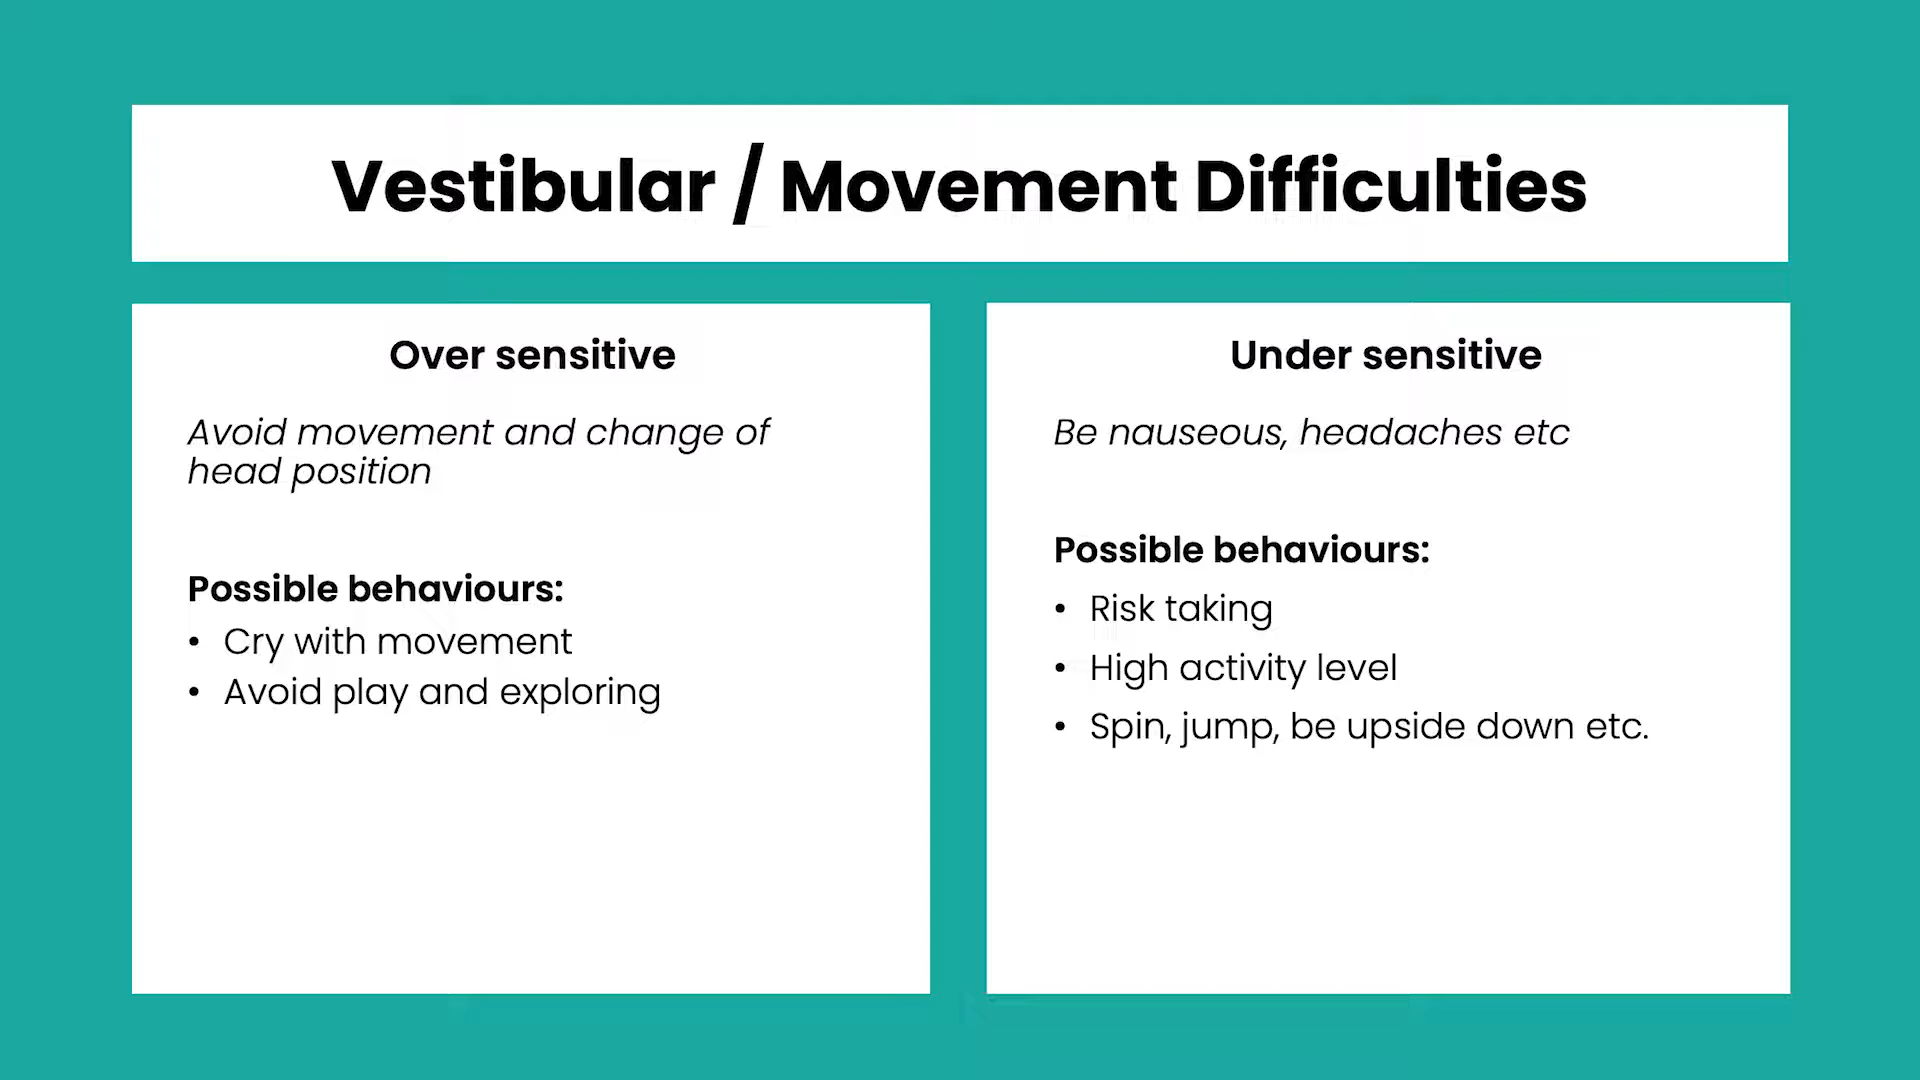 Vestibular / Movement Difficulties
Over sensitive
Avoid movement and change of
head position
Possible behaviours:
• Cry with movement
• Avoid play and exploring
Under sensitive
Be nauseous, headaches etc
Possible behaviours:
• Risk taking
• High activity level
• Spin, jump, be upside down etc.